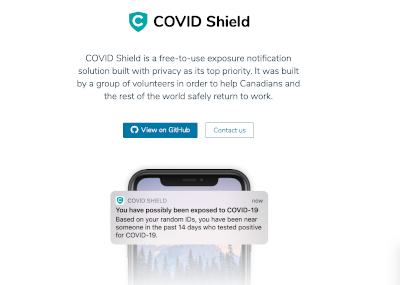 COVID Shield
COVID Shield is a free-to-use exposure notification
solution built with privacy as its top priority. It was built
by a group of volunteers in order to help Canadians and
the rest of the world safely return to work.
View on GitHub
Contact us
COVID SHIELD
now
You have possibly been exposed to COVID-19
Based on your random IDs, you have been near
someone in the past 14 days who tested positive
for COVID-19.